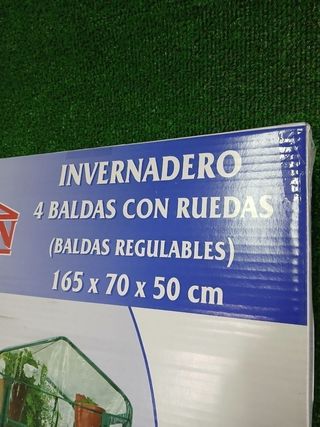 INVERNADERO
4 BALDAS CON RUEDAS
(BALDAS REGULABLES)
165 x 70 x 50 cm